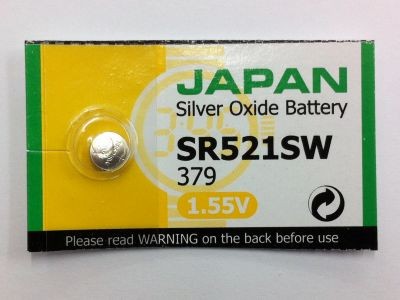 JAPAN
Silver Oxide Battery
SR521SW
379
1.55V
Please read WARNING on the back before use